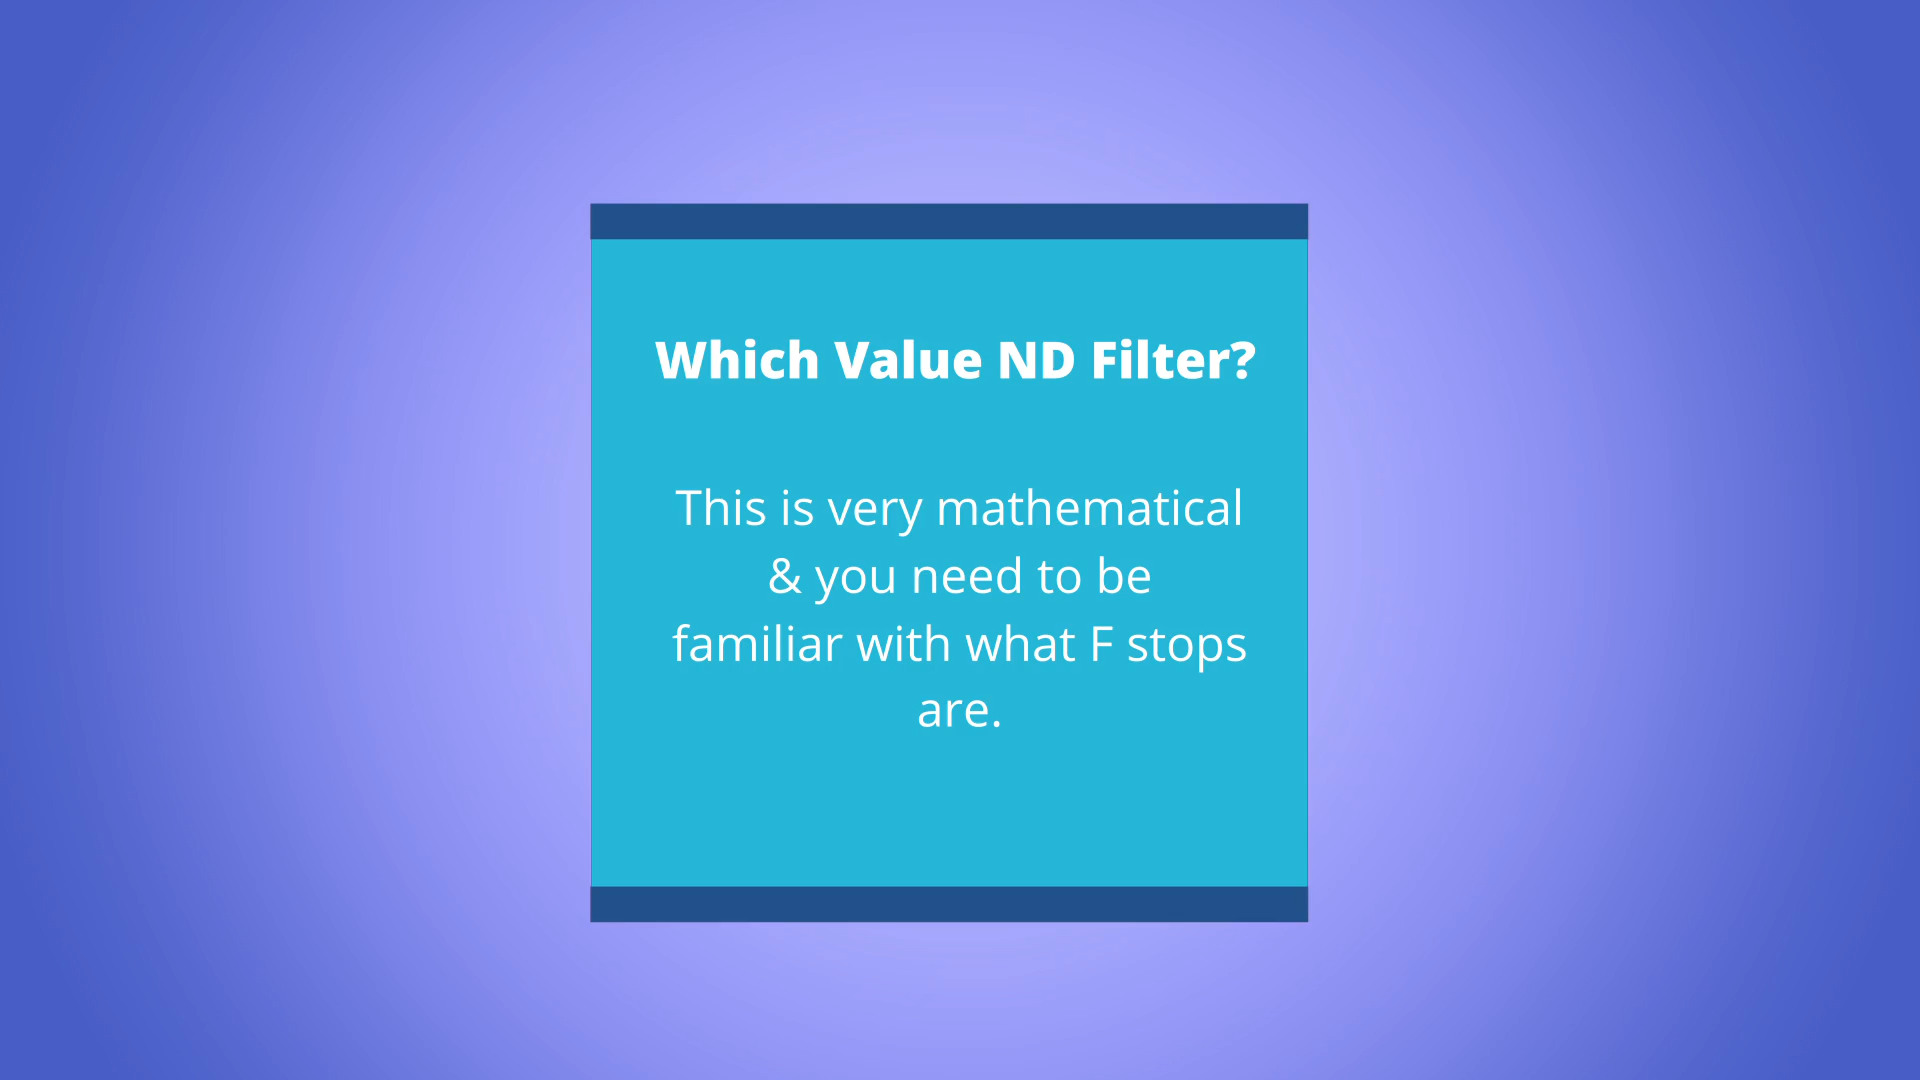 Which Value ND Filter?
This is very mathematical
& you need to be
familiar with what F stops
are.